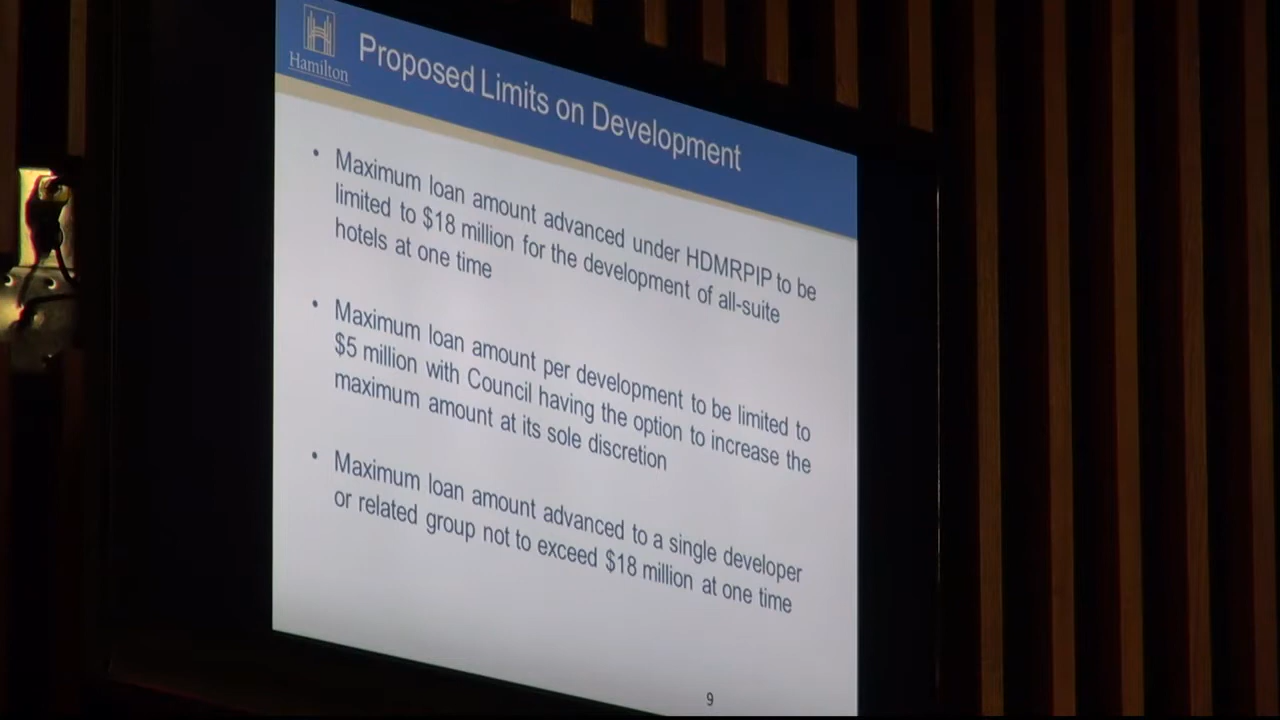 Hamilton
Proposed Limits on Development
• Maximum loan amount advanced under HDMRPIP to be
limited to $18 million for the development of all-suite
hotels at one time
• Maximum loan amount per development to be limited to
$5 million with Council having the option to increase the
maximum amount at its sole discretion
• Maximum loan amount advanced to a single developer
or related group not to exceed $18 million at one time
9